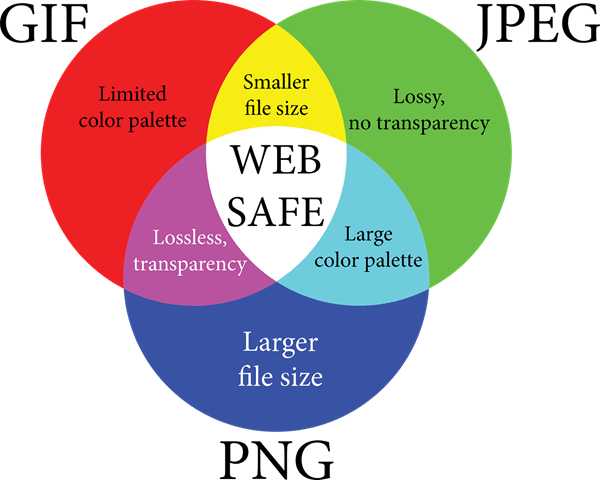 GIF
JPEG
Limited
color palette
Smaller
file size
Lossy,
no transparency
WEB
SAFE
Lossless,
transparency
Large
color palette
Larger
file size
PNG